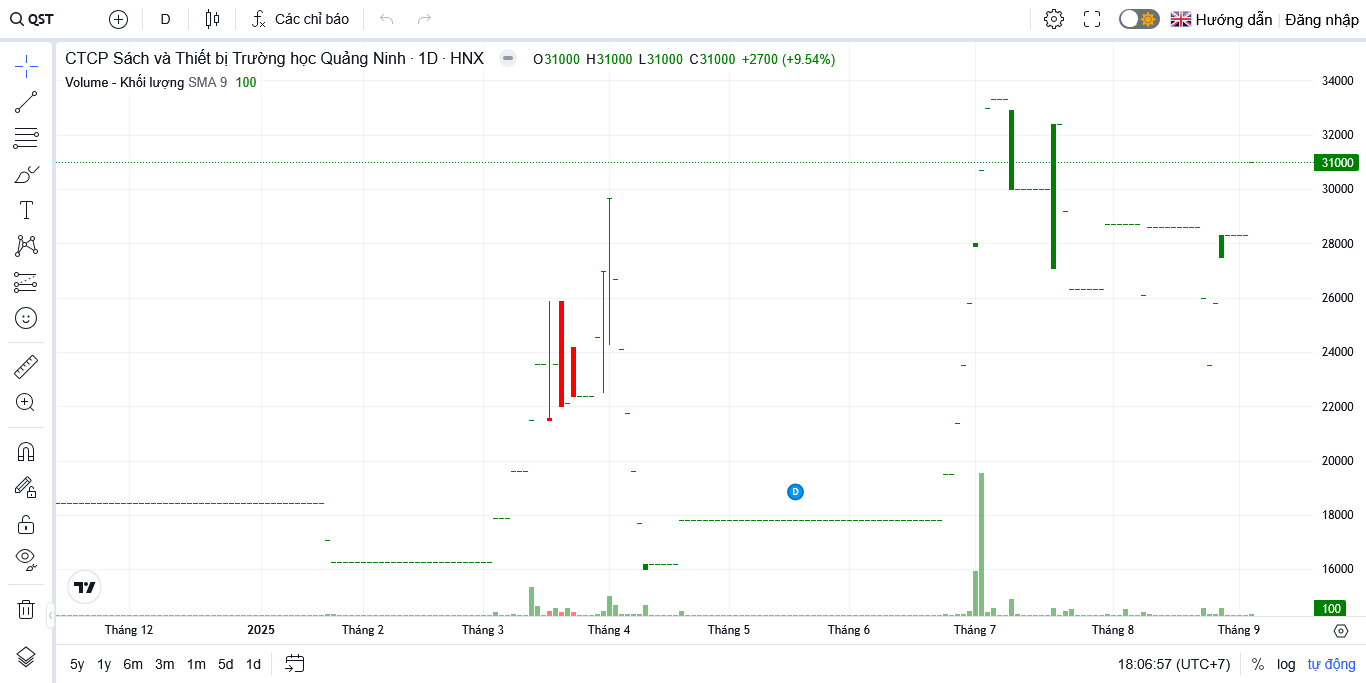 QST D Các chỉ báo Hướng dẫn Đăng nhập
CTCP Sách và Thiết bị Trường học Quảng Ninh · 1D · HNX O31000 H31000 L31000 C31000 +2700 (+9.54%)
Volume - Khối lượng SMA 9 100
34000
32000
31000
30000
28000
26000
24000
22000
20000
D
18000
16000
100
Tháng 12 2025 Tháng 2 Tháng 3 Tháng 4 Tháng 5 Tháng 6 Tháng 7 Tháng 8 Tháng 9
5y 1y 6m 3m 1m 5d 1d 18:06:57 (UTC+7) % log tự động